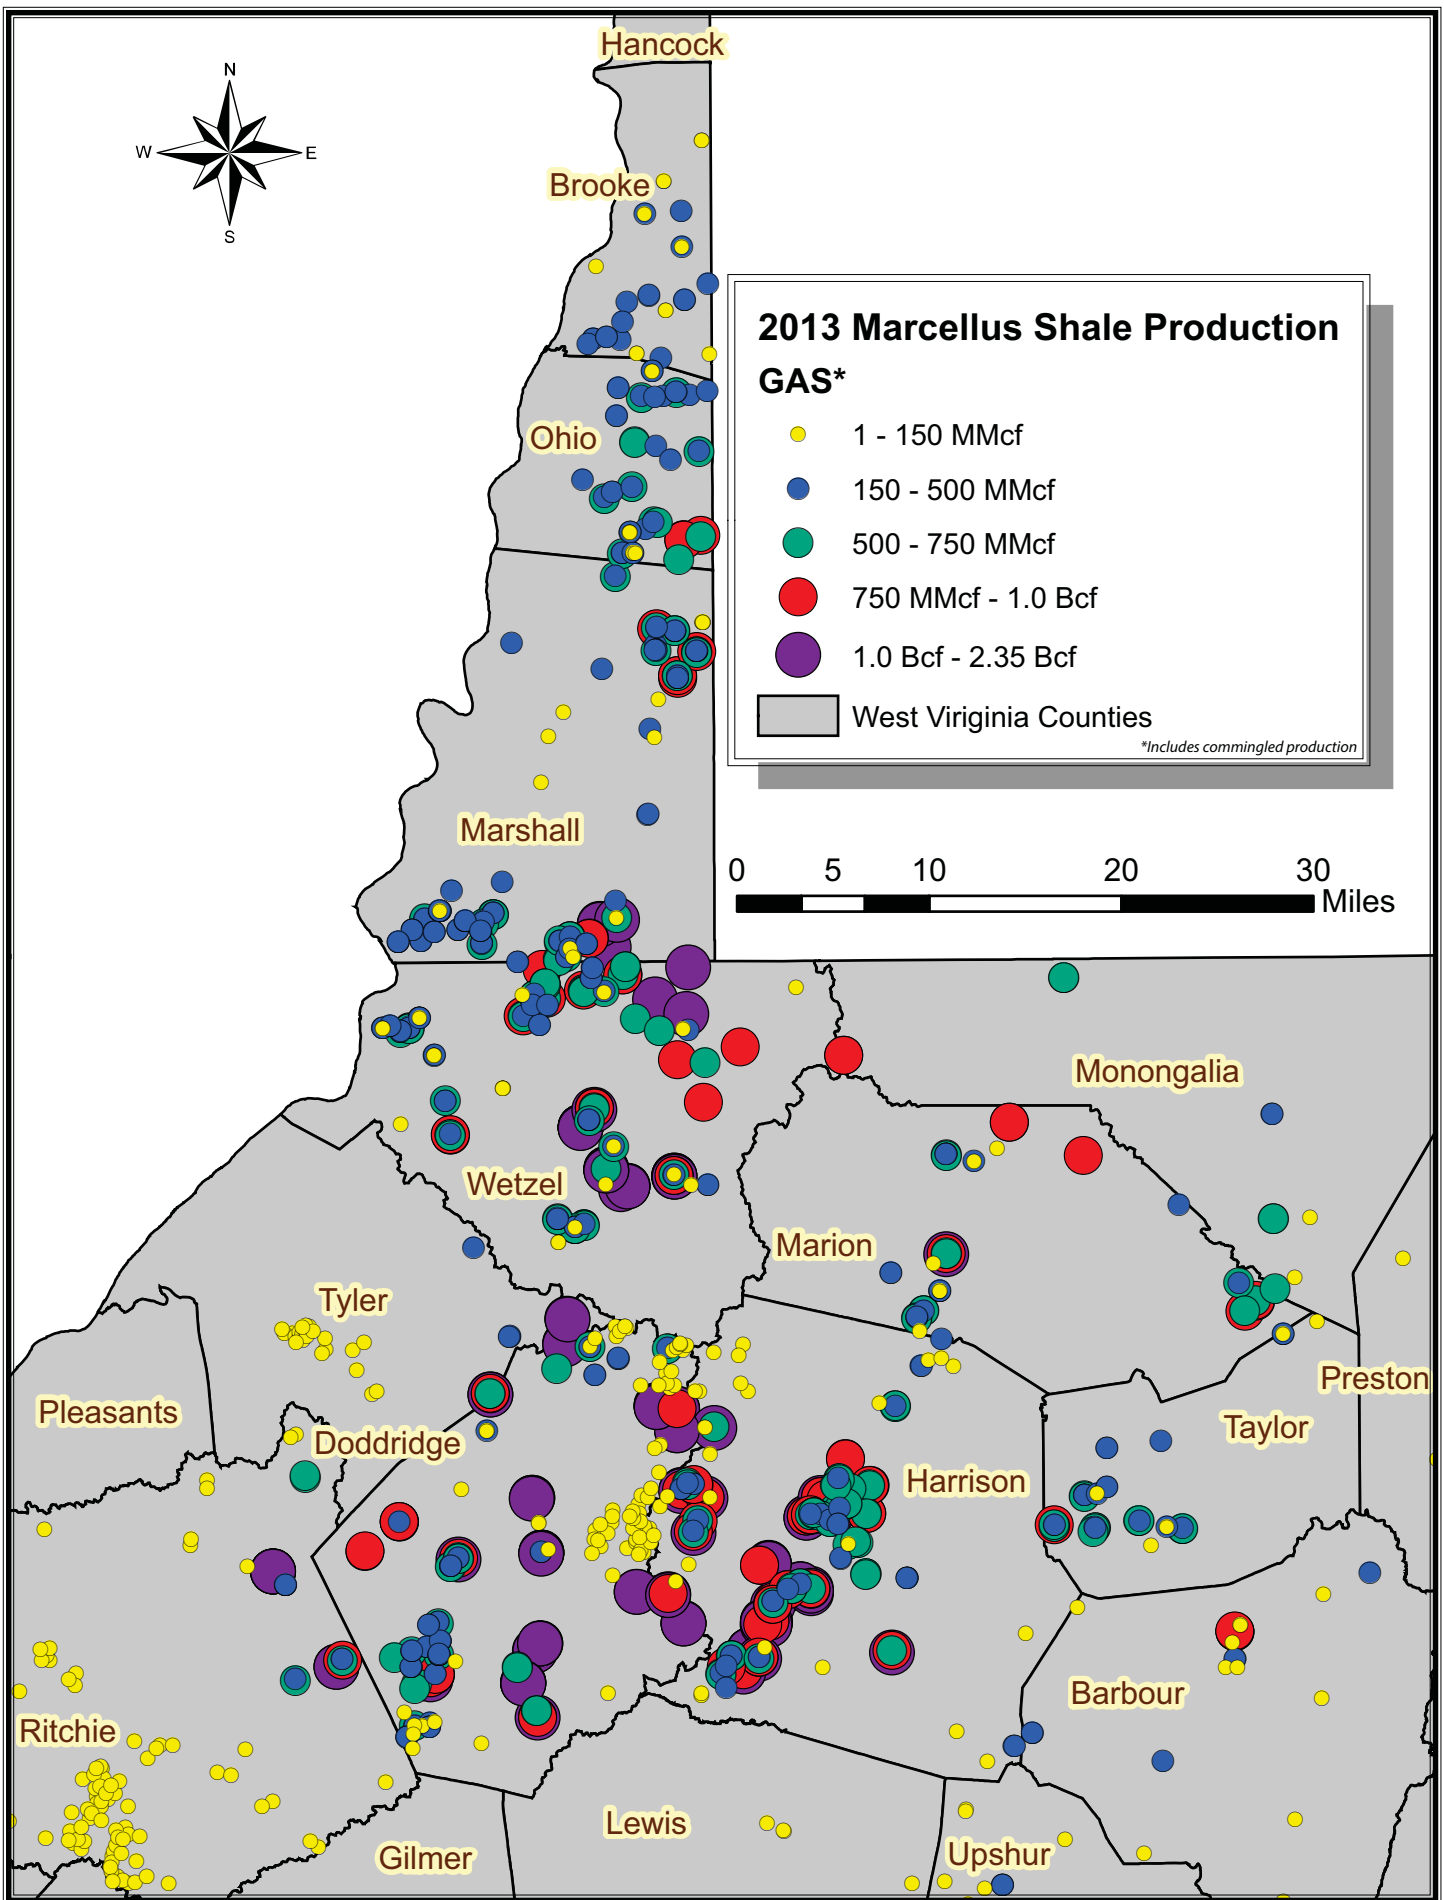 Hancock
N
W
E
S
Brooke
2013 Marcellus Shale Production
GAS*
1 - 150 MMcf
150 - 500 MMcf
500 - 750 MMcf
750 MMcf - 1.0 Bcf
1.0 Bcf - 2.35 Bcf
West Viriginia Counties
*Includes commingled production
Ohio
Marshall
0 5 10 20 30
Miles
Monongalia
Wetzel
Marion
Tyler
Preston
Pleasants
Doddridge
Taylor
Harrison
Barbour
Ritchie
Lewis
Gilmer
Upshur